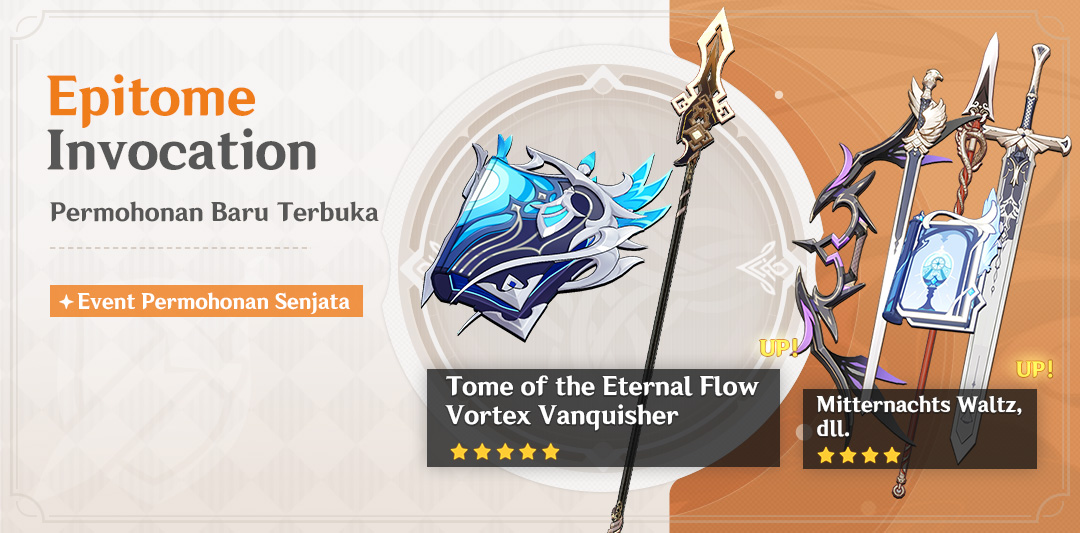 Epitome
Invocation
Permohonan Baru Terbuka
Event Permohonan Senjata
UP!
Tome of the Eternal Flow
Vortex Vanquisher
UP!
Mitternachts Waltz,
dll.